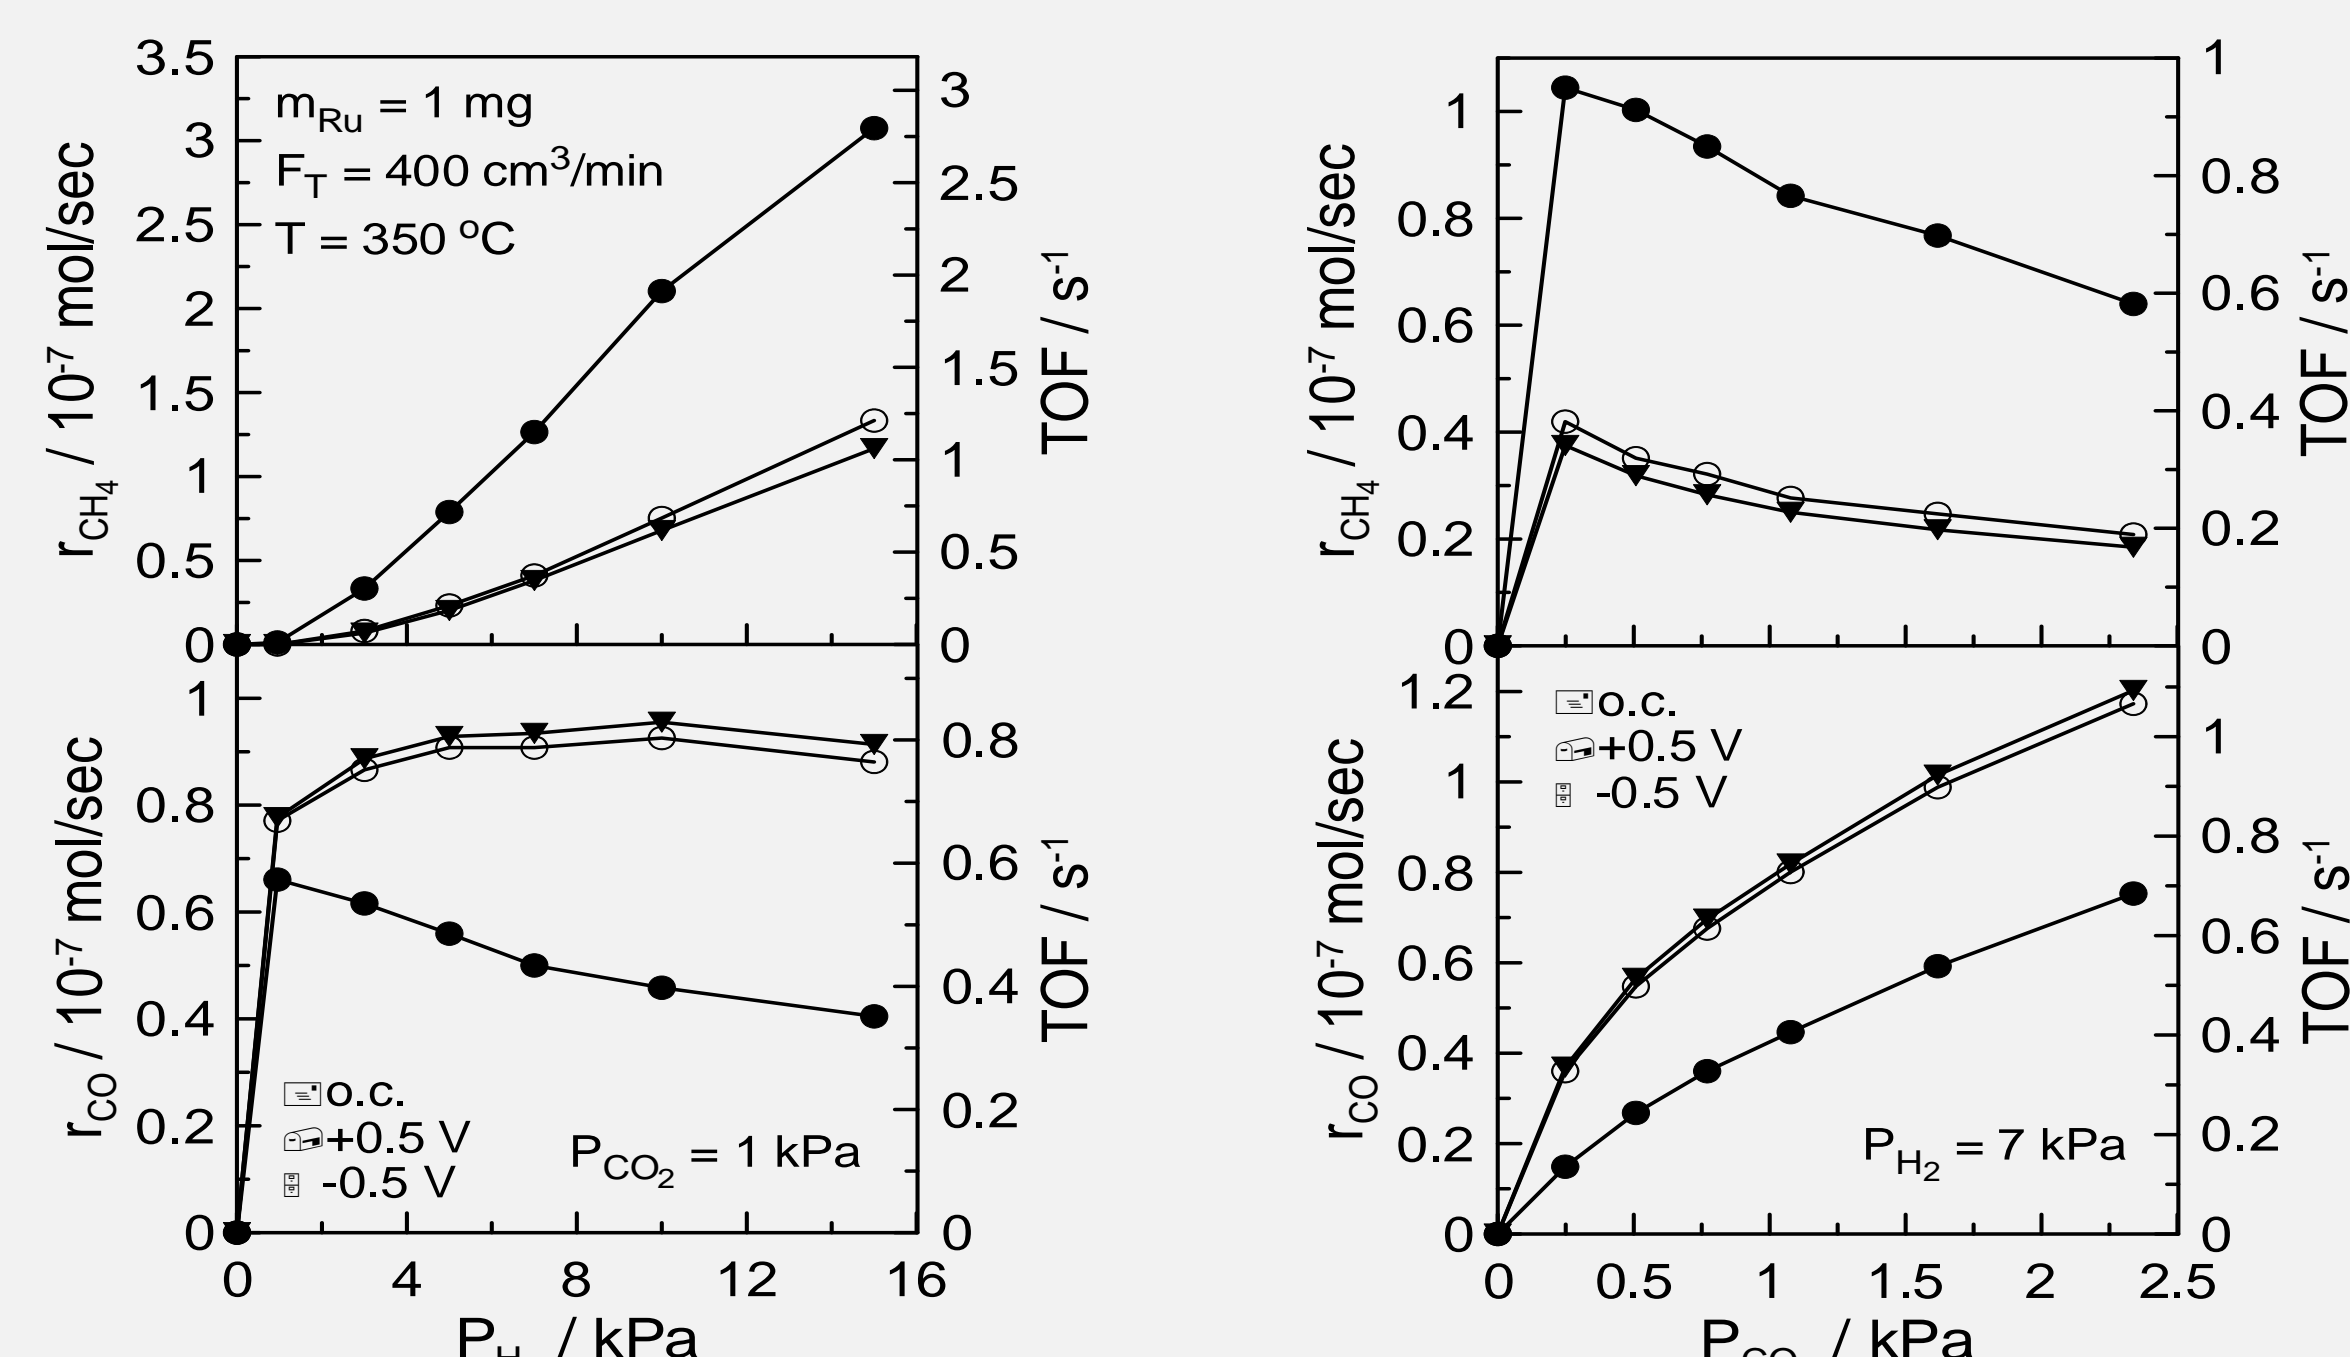 3.5
3
2.5
2
1.5
1
0.5
0
r_CH4 / 10^-7 mol/sec
m_Ru = 1 mg
F_T = 400 cm^3/min
T = 350 ^oC
3
2.5
2
1.5
1
0.5
0
TOF / s^-1
1
0.8
0.6
0.4
0.2
0
r_CO / 10^-7 mol/sec
o.c.
+0.5 V
-0.5 V
P_CO2 = 1 kPa
0.8
0.6
0.4
0.2
0
TOF / s^-1
0 4 8 12 16
P_H / kPa
1
0.8
0.6
0.4
0.2
0
r_CH4 / 10^-7 mol/sec
1
0.8
0.6
0.4
0.2
0
TOF / s^-1
1.2
1
0.8
0.6
0.4
0.2
0
r_CO / 10^-7 mol/sec
o.c.
+0.5 V
-0.5 V
P_H2 = 7 kPa
1
0.8
0.6
0.4
0.2
0
TOF / s^-1
0 0.5 1 1.5 2 2.5
P_CO / kPa